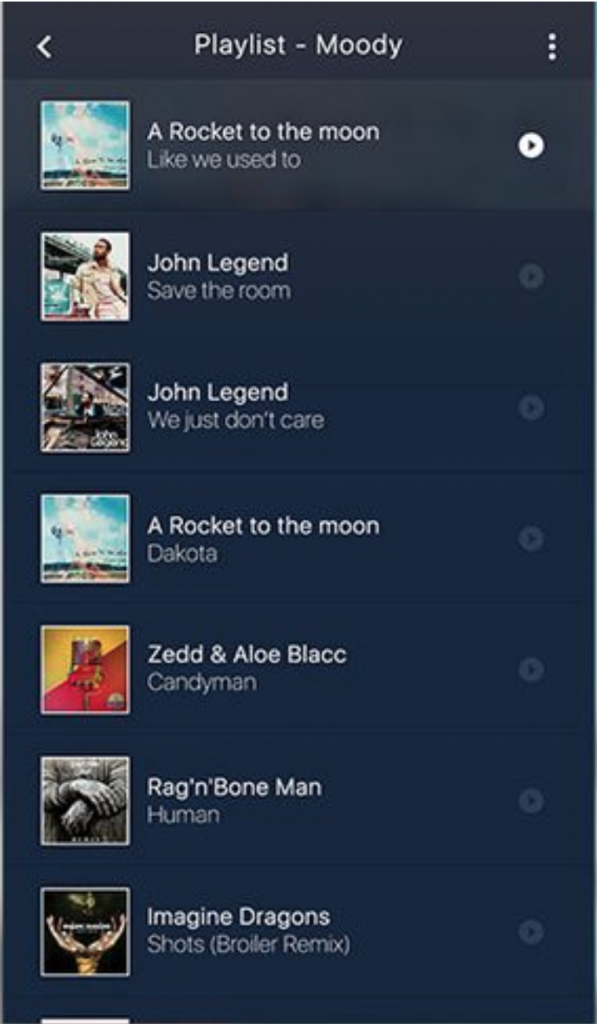 Playlist - Moody
A Rocket to the moon
Like we used to
John Legend
Save the room
John Legend
We just don't care
John
Legend
A Rocket to the moon
Dakota
Zedd & Aloe Blacc
Candyman
Rag'n'Bone Man
Human
Imagine Dragons
Shots (Broiler Remix)